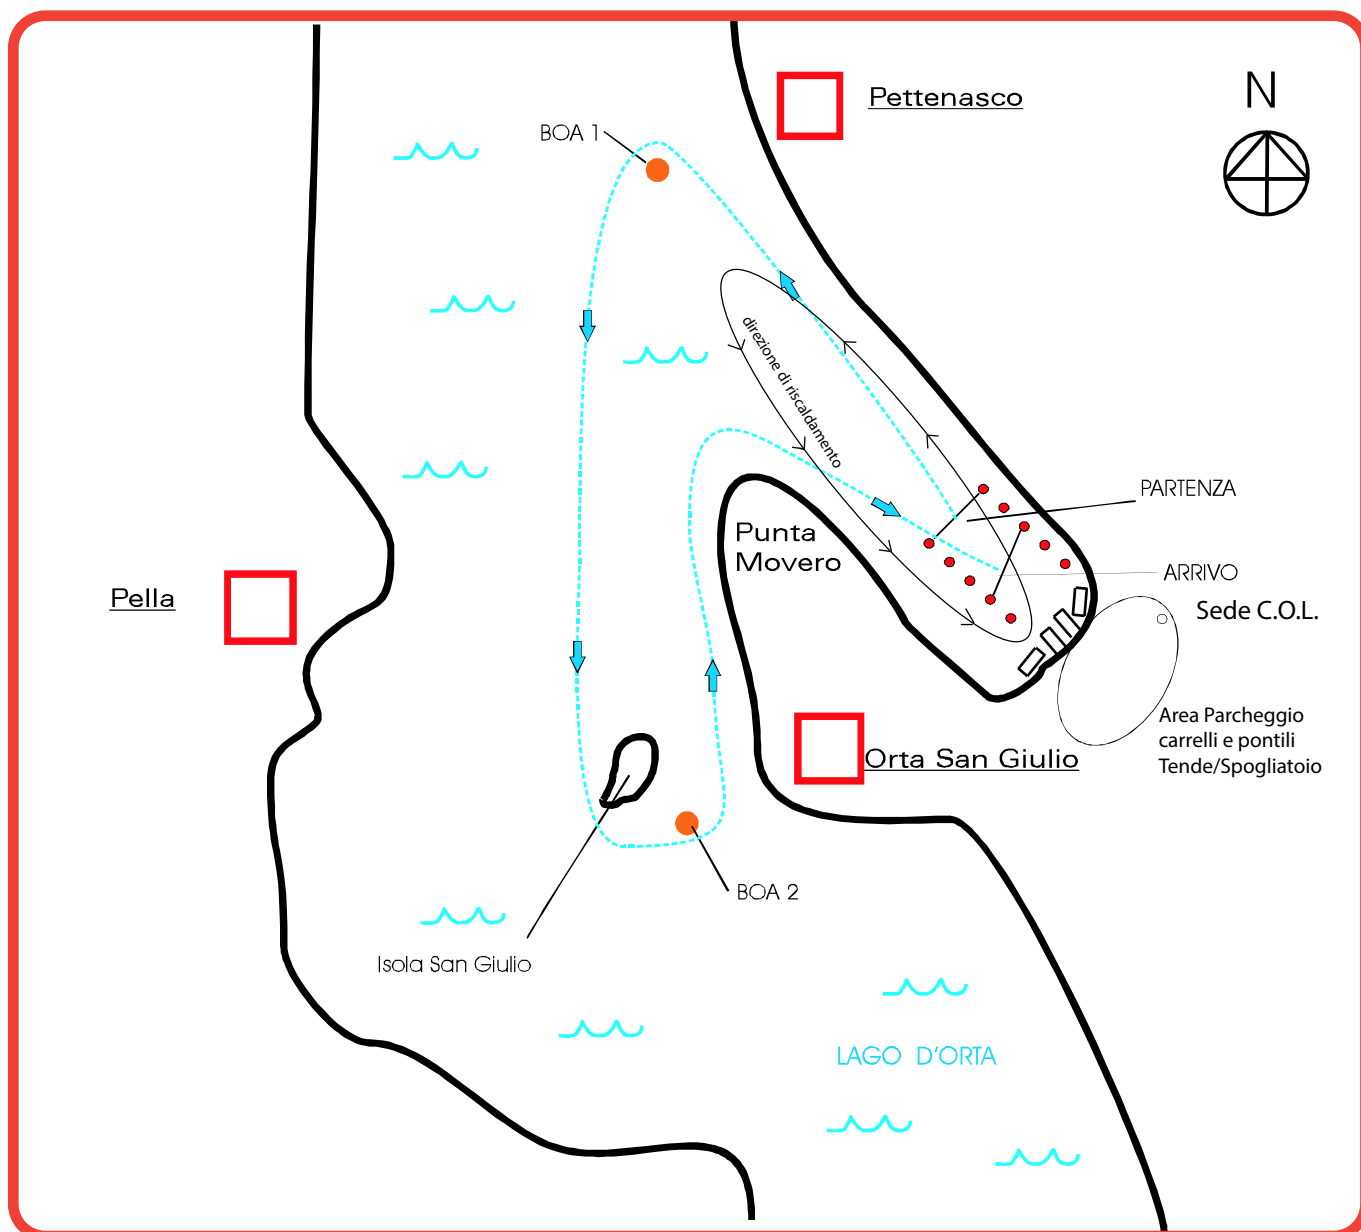 N
Pettenasco
BOA 1
direzione di riscaldamento
PARTENZA
Punta
Movero
ARRIVO
Pella
Sede C.O.L.
Area Parcheggio
carrelli e pontili
Tende/Spogliatoio
Orta San Giulio
BOA 2
Isola San Giulio
LAGO D'ORTA